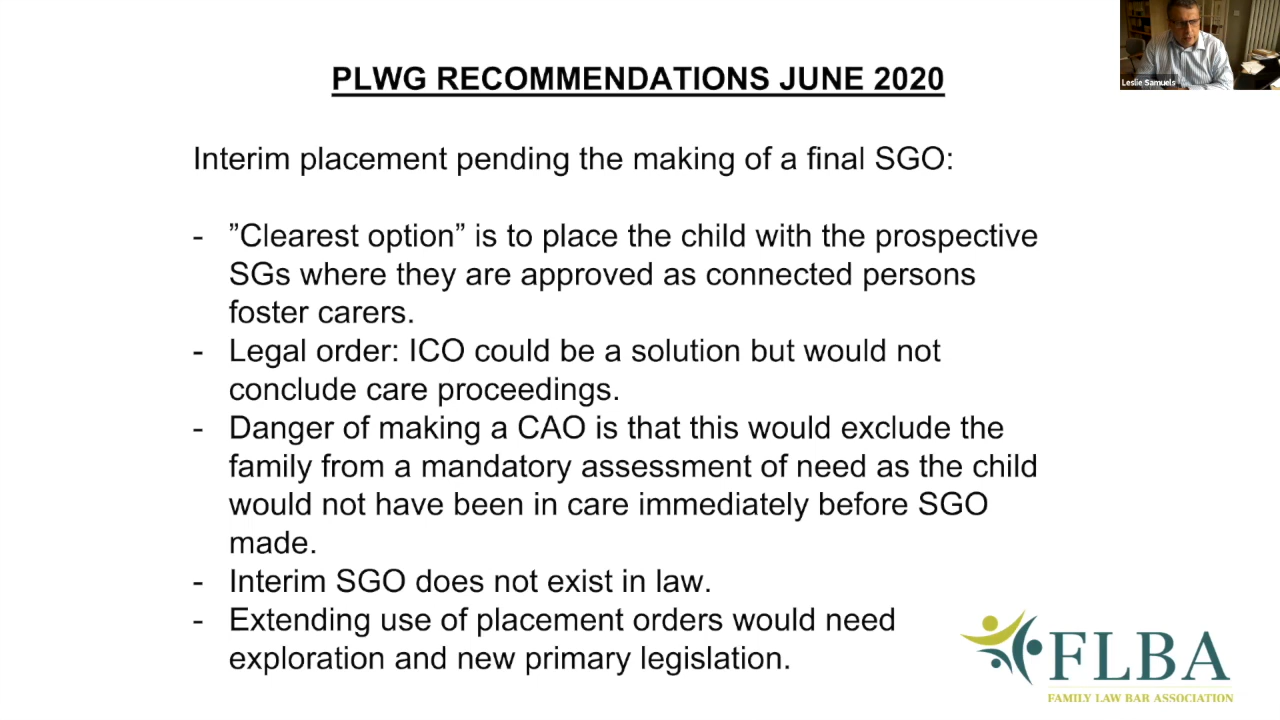 Leslie Samuels
PLWG RECOMMENDATIONS JUNE 2020
Interim placement pending the making of a final SGO:
- ”Clearest option” is to place the child with the prospective
SGs where they are approved as connected persons
foster carers.
- Legal order: ICO could be a solution but would not
conclude care proceedings.
- Danger of making a CAO is that this would exclude the
family from a mandatory assessment of need as the child
would not have been in care immediately before SGO
made.
- Interim SGO does not exist in law.
- Extending use of placement orders would need
exploration and new primary legislation.
FLBA
FAMILY LAW BAR ASSOCIATION